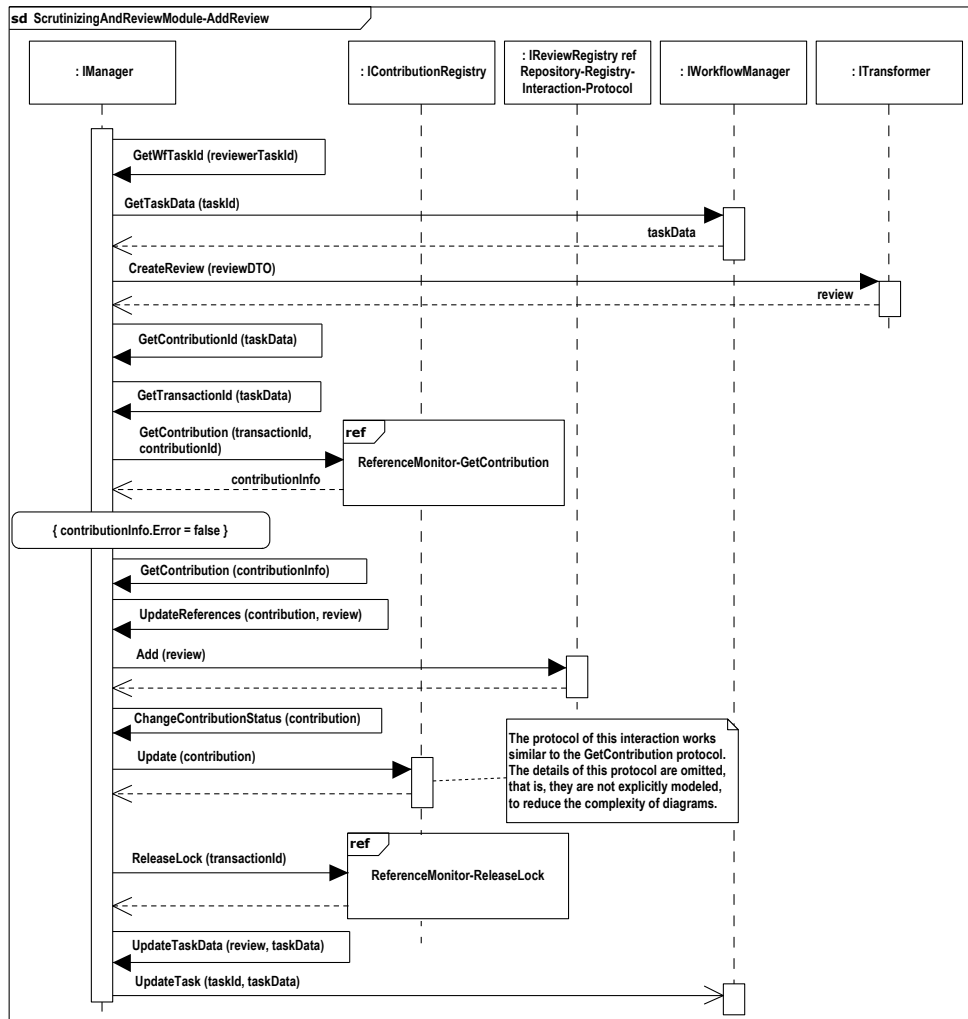 sd ScrutinizingAndReviewModule-AddReview
: IManager
: IContributionRegistry
: IReviewRegistry ref
Repository-Registry-
Interaction-Protocol
: IWorkflowManager
: ITransformer
GetWfTaskId (reviewerTaskId)
GetTaskData (taskId)
taskData
CreateReview (reviewDTO)
review
GetContributionId (taskData)
GetTransactionId (taskData)
GetContribution (transactionId,
contributionId)
ref
ReferenceMonitor-GetContribution
contributionInfo
{ contributionInfo.Error = false }
GetContribution (contributionInfo)
UpdateReferences (contribution, review)
Add (review)
ChangeContributionStatus (contribution)
Update (contribution)
The protocol of this interaction works
similar to the GetContribution protocol.
The details of this protocol are omitted,
that is, they are not explicitly modeled,
to reduce the complexity of diagrams.
ref
ReleaseLock (transactionId)
ReferenceMonitor-ReleaseLock
UpdateTaskData (review, taskData)
UpdateTask (taskId, taskData)